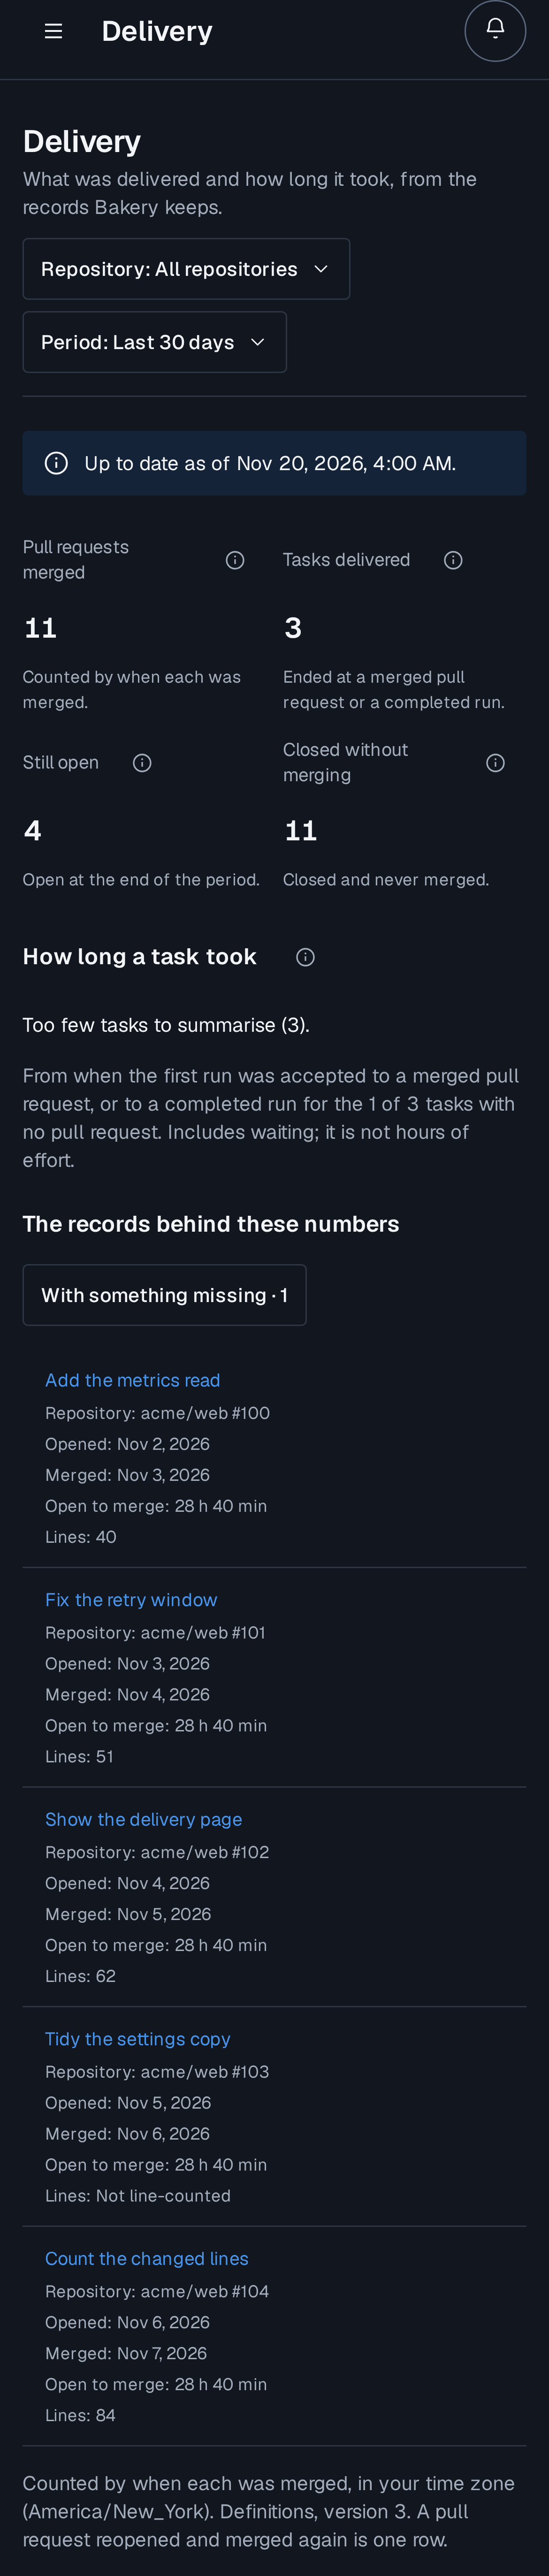 Delivery
Delivery
What was delivered and how long it took, from the
records Bakery keeps.
Repository: All repositories
Period: Last 30 days
Up to date as of Nov 20, 2026, 4:00 AM.
Pull requests
merged
11
Counted by when each was
merged.
Tasks delivered
3
Ended at a merged pull
request or a completed run.
Still open
4
Open at the end of the period.
Closed without
merging
11
Closed and never merged.
How long a task took
Too few tasks to summarise (3).
From when the first run was accepted to a merged pull
request, or to a completed run for the 1 of 3 tasks with
no pull request. Includes waiting; it is not hours of
effort.
The records behind these numbers
With something missing · 1
Add the metrics read
Repository: acme/web #100
Opened: Nov 2, 2026
Merged: Nov 3, 2026
Open to merge: 28 h 40 min
Lines: 40
Fix the retry window
Repository: acme/web #101
Opened: Nov 3, 2026
Merged: Nov 4, 2026
Open to merge: 28 h 40 min
Lines: 51
Show the delivery page
Repository: acme/web #102
Opened: Nov 4, 2026
Merged: Nov 5, 2026
Open to merge: 28 h 40 min
Lines: 62
Tidy the settings copy
Repository: acme/web #103
Opened: Nov 5, 2026
Merged: Nov 6, 2026
Open to merge: 28 h 40 min
Lines: Not line-counted
Count the changed lines
Repository: acme/web #104
Opened: Nov 6, 2026
Merged: Nov 7, 2026
Open to merge: 28 h 40 min
Lines: 84
Counted by when each was merged, in your time zone
(America/New_York). Definitions, version 3. A pull
request reopened and merged again is one row.